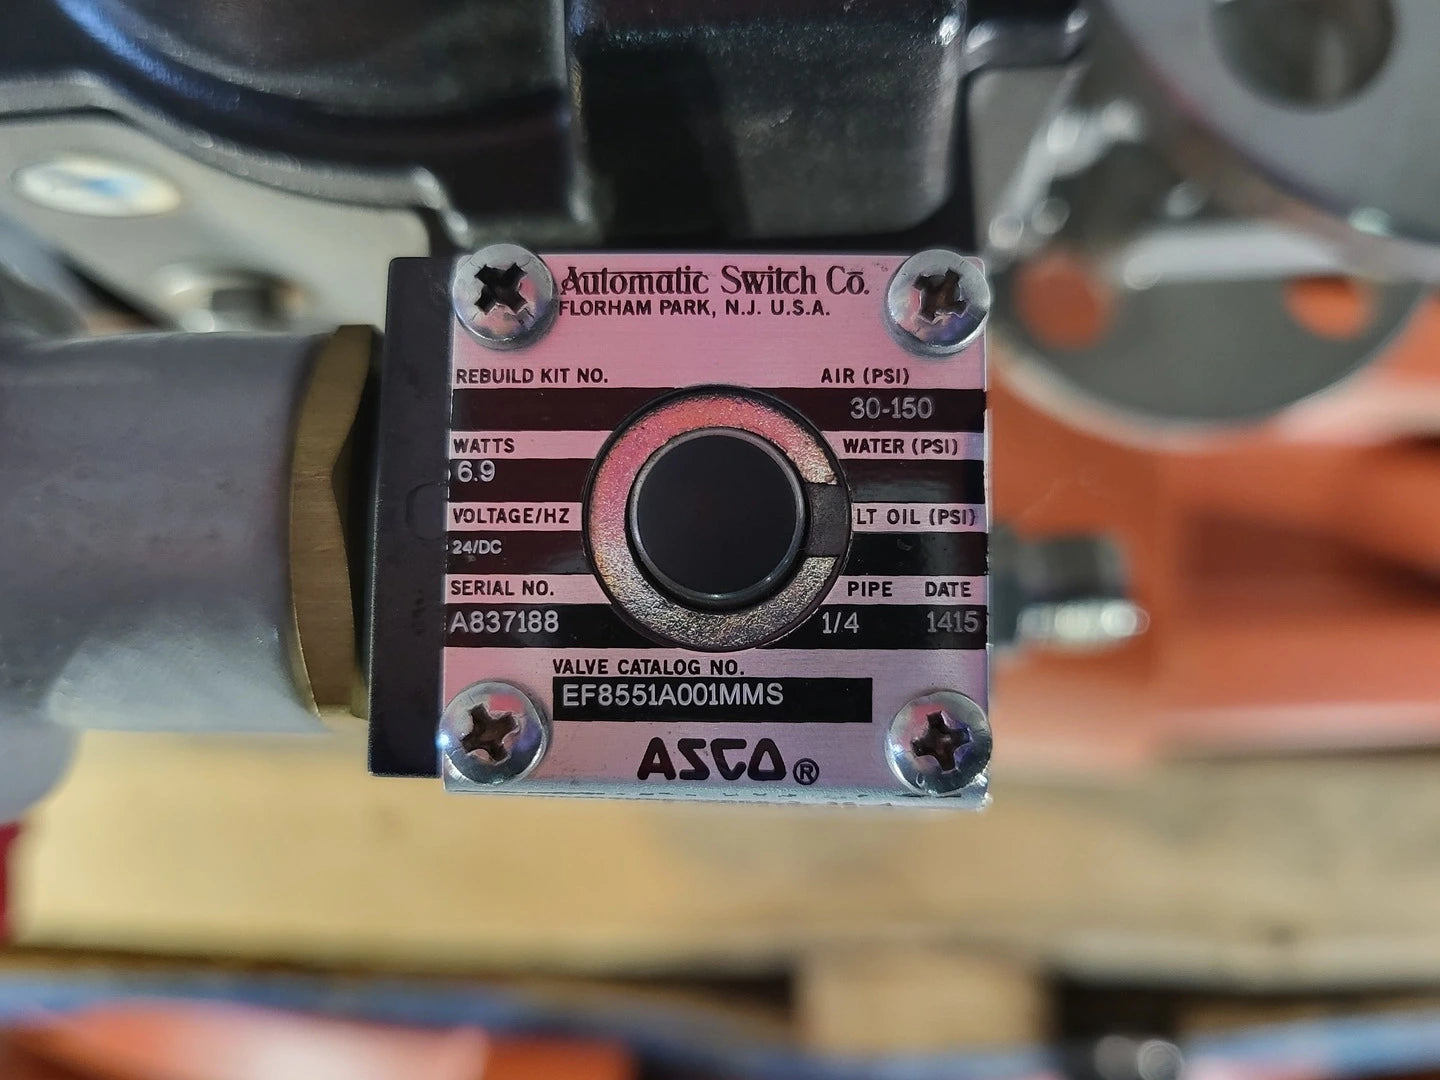 Automatic Switch Co.
FLORHAM PARK, N.J. U.S.A.
REBUILD KIT NO. AIR (PSI)
30-150
WATTS WATER (PSI)
6.9
VOLTAGE/HZ LT OIL (PSI)
24/DC
SERIAL NO. PIPE DATE
A837188 1/4 1415
VALVE CATALOG NO.
EF8551A001MMS
ASCO®